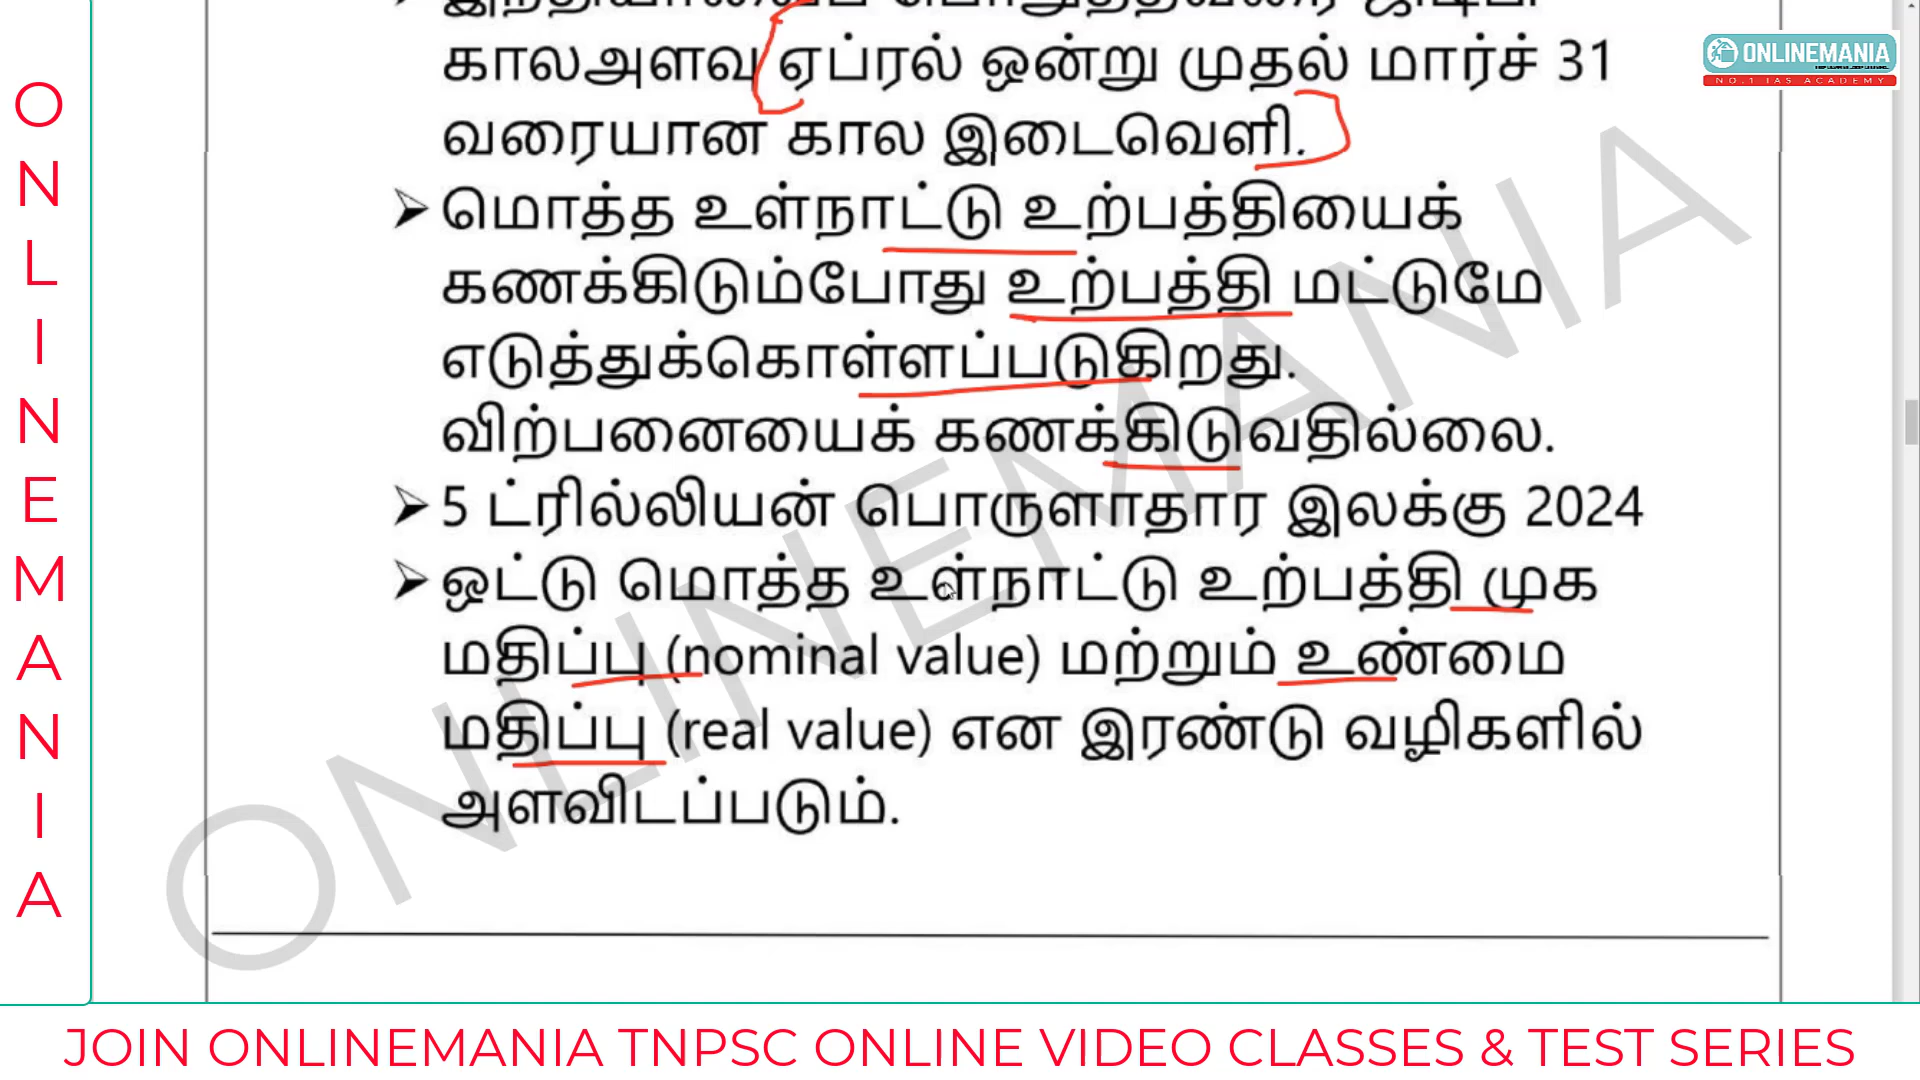 இந்தியாவைப் பொறுத்தவரை ஜிடிபி
காலஅளவு ஏப்ரல் ஒன்று முதல் மார்ச் 31
வரையான கால இடைவெளி.
➤ மொத்த உள்நாட்டு உற்பத்தியைக்
கணக்கிடும்போது உற்பத்தி மட்டுமே
எடுத்துக்கொள்ளப்படுகிறது.
விற்பனையைக் கணக்கிடுவதில்லை.
➤ 5 ட்ரில்லியன் பொருளாதார இலக்கு 2024
➤ ஒட்டு மொத்த உள்நாட்டு உற்பத்தி முக
மதிப்பு (nominal value) மற்றும் உண்மை
மதிப்பு (real value) என இரண்டு வழிகளில்
அளவிடப்படும்.
ONLINEMANIA
ONLINEMANIA
ONLINEMANIA
NO.1 IAS ACADEMY
JOIN ONLINEMANIA TNPSC ONLINE VIDEO CLASSES & TEST SERIES